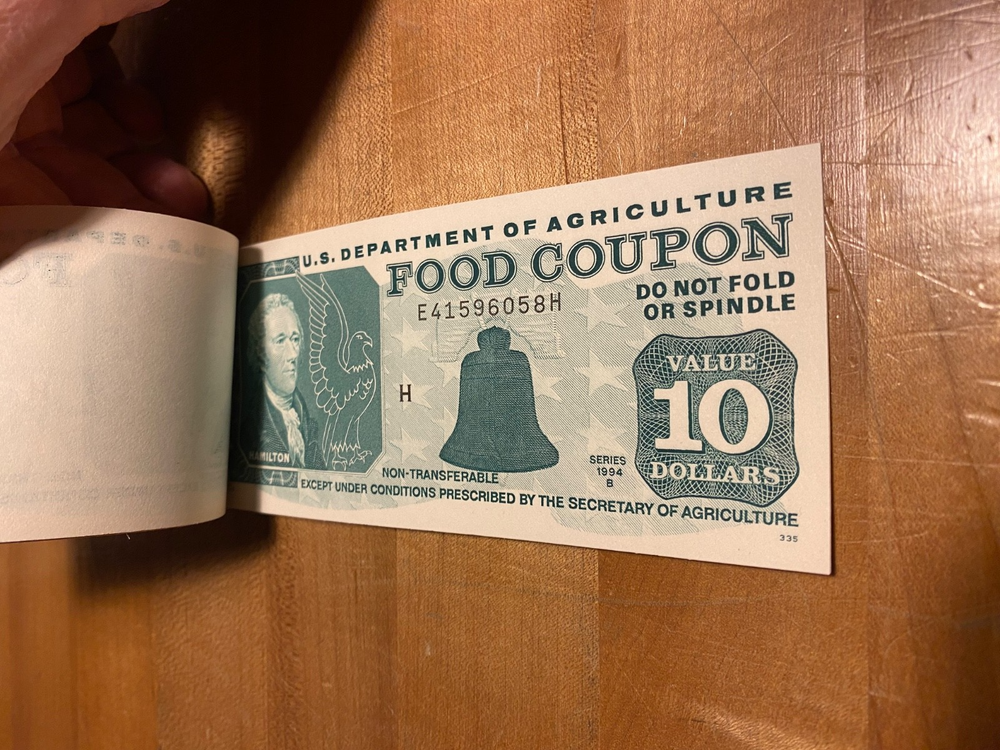 U.S. DEPARTMENT OF AGRICULTURE
FOOD COUPON
E41596058H
DO NOT FOLD
OR SPINDLE
VALUE
10
DOLLARS
H
HAMILTON
SERIES
1994
B
NON-TRANSFERABLE
EXCEPT UNDER CONDITIONS PRESCRIBED BY THE SECRETARY OF AGRICULTURE
335